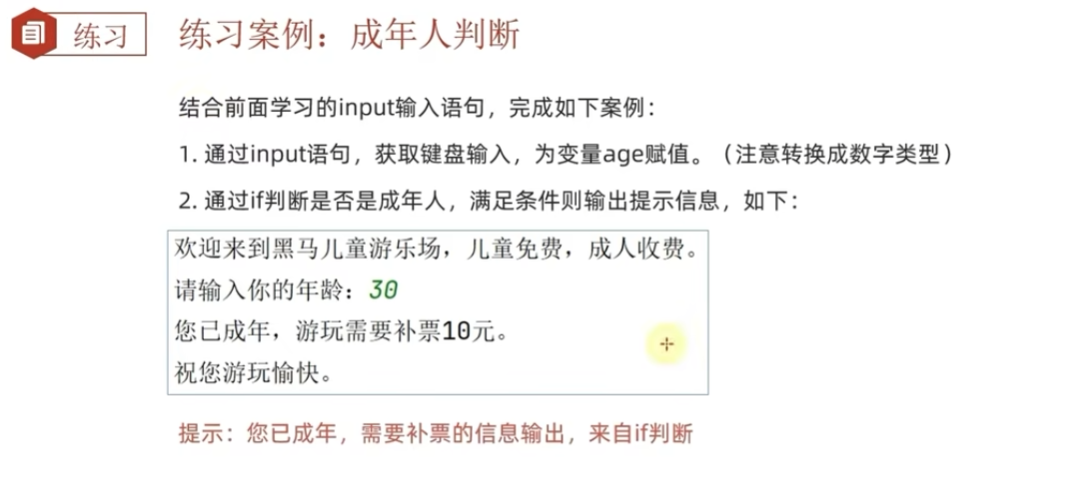 练习
练习案例：成年人判断
结合前面学习的input输入语句，完成如下案例：
1. 通过input语句，获取键盘输入，为变量age赋值。（注意转换成数字类型）
2. 通过if判断是否是成年人，满足条件则输出提示信息，如下：
欢迎来到黑马儿童游乐场，儿童免费，成人收费。
请输入你的年龄：30
您已成年，游玩需要补票10元。
祝您游玩愉快。
提示：您已成年，需要补票的信息输出，来自if判断